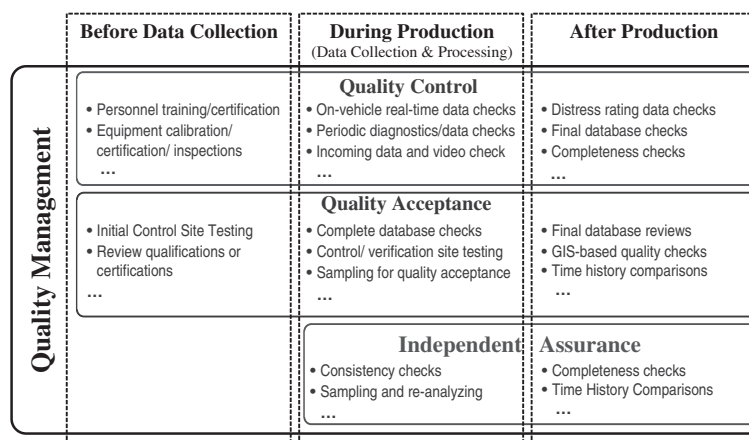 Before Data Collection
During Production
(Data Collection & Processing)
After Production
Quality Management
Quality Control
• Personnel training/certification
• Equipment calibration/
certification/ inspections
...
• On-vehicle real-time data checks
• Periodic diagnostics/data checks
• Incoming data and video check
...
• Distress rating data checks
• Final database checks
• Completeness checks
...
Quality Acceptance
• Initial Control Site Testing
• Review qualifications or
certifications
...
• Complete database checks
• Control/ verification site testing
• Sampling for quality acceptance
...
• Final database reviews
• GIS-based quality checks
• Time history comparisons
...
Independent Assurance
• Consistency checks
• Sampling and re-analyzing
...
• Completeness checks
• Time History Comparisons
...